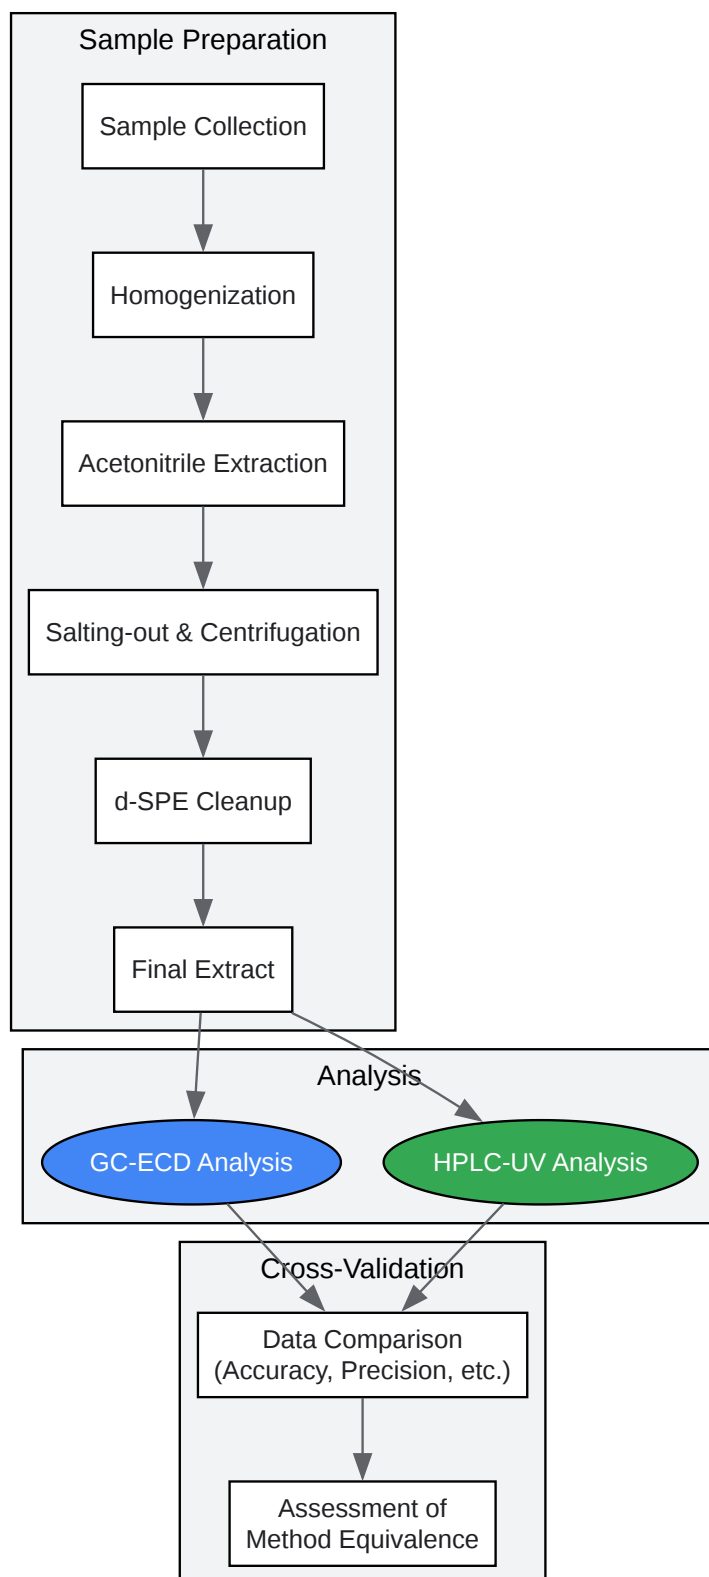 Sample Preparation
Sample Collection
Homogenization
Acetonitrile Extraction
Salting-out & Centrifugation
d-SPE Cleanup
Final Extract
Analysis
GC-ECD Analysis
HPLC-UV Analysis
Cross-Validation
Data Comparison
(Accuracy, Precision, etc.)
Assessment of
Method Equivalence